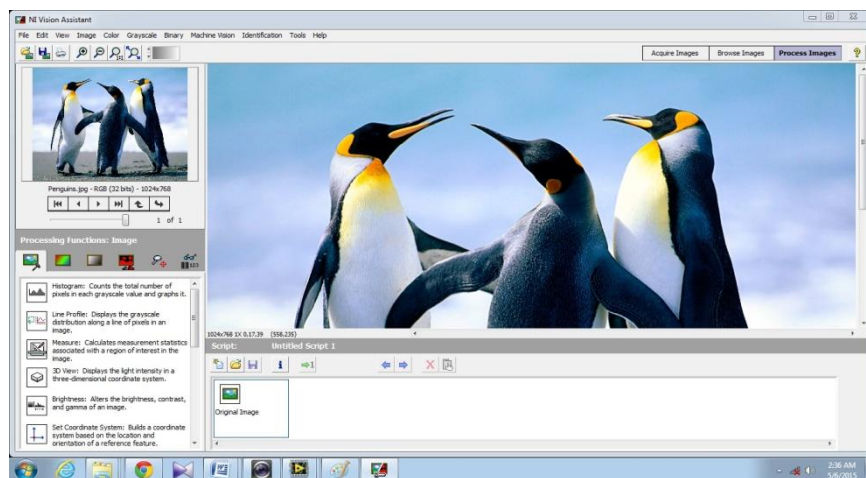 NI Vision Assistant
File Edit View Image Color Grayscale Binary Machine Vision Identification Tools Help
Acquire Images Browse Images Process Images
Penguins.jpg - RGB (32 bits) - 1024x768
1 of 1
Processing Functions: Image
Histogram: Counts the total number of
pixels in each grayscale value and graphs it.
Line Profile: Displays the grayscale
distribution along a line of pixels in an
image.
Measure: Calculates measurement statistics
associated with a region of interest in the
image.
3D View: Displays the light intensity in a
three-dimensional coordinate system.
Brightness: Alters the brightness, contrast,
and gamma of an image.
Set Coordinate System: Builds a coordinate
system based on the location and
orientation of a reference feature.
1024x768 1X 0,17,39 (558,235)
Script: Untitled Script 1
Original Image
2:36 AM
5/6/2015